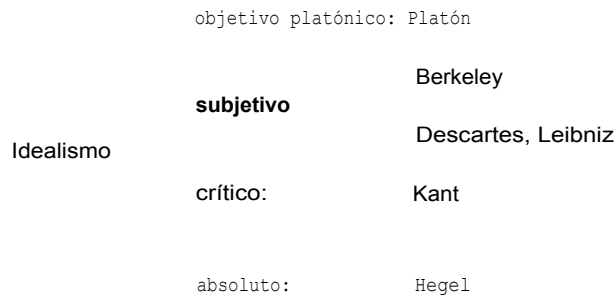 objetivo platónico: Platón
Berkeley
subjetivo
Descartes, Leibniz
Idealismo
crítico: Kant
absoluto: Hegel